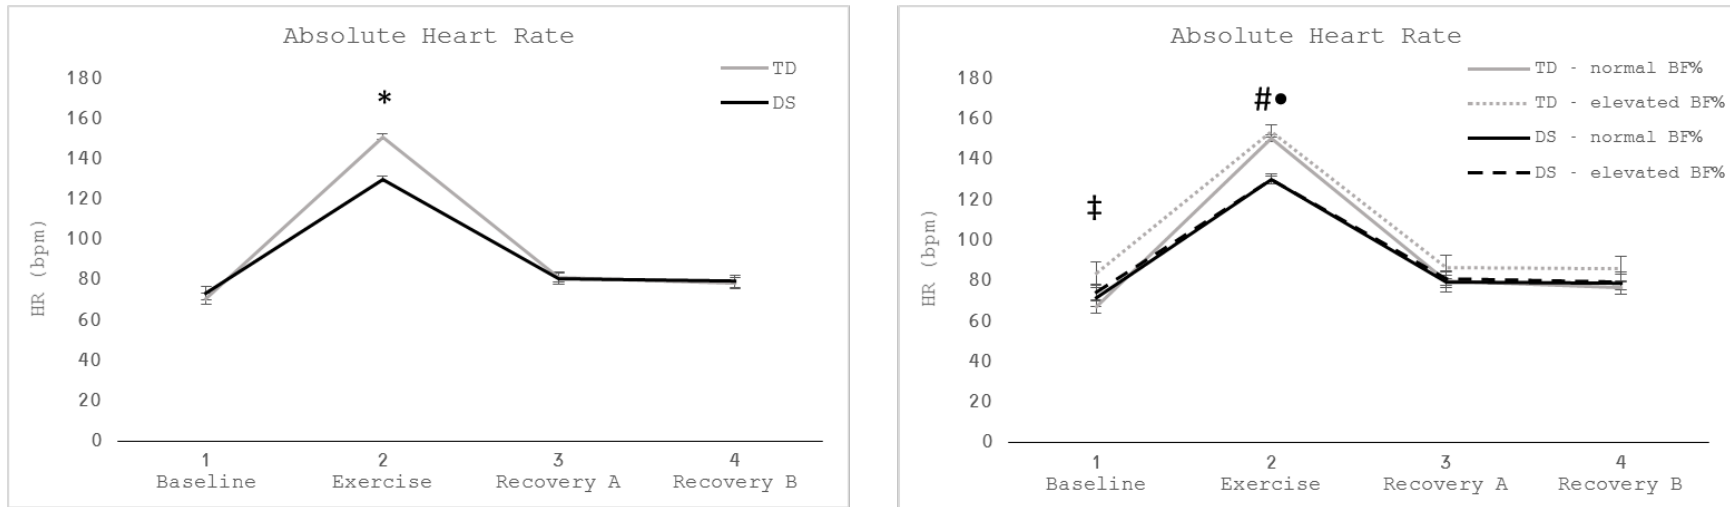 Absolute Heart Rate
TD
DS
*
HR (bpm)
180
160
140
120
100
80
60
40
20
0
1 2 3 4
Baseline Exercise Recovery A Recovery B
Absolute Heart Rate
TD - normal BF%
TD - elevated BF%
DS - normal BF%
DS - elevated BF%
#•
‡
HR (bpm)
180
160
140
120
100
80
60
40
20
0
1 2 3 4
Baseline Exercise Recovery A Recovery B